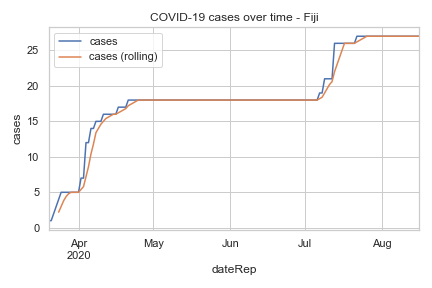 COVID-19 cases over time - Fiji
cases
cases (rolling)
25
20
15
10
5
0
cases
Apr
2020
May
Jun
Jul
Aug
dateRep